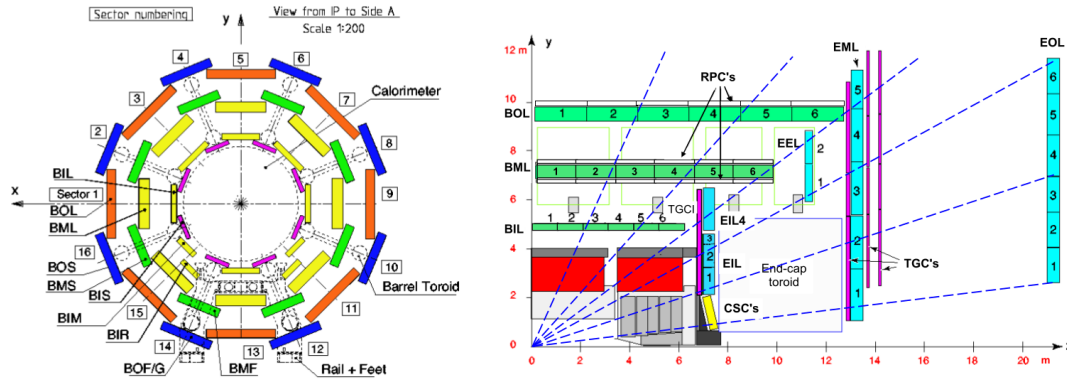 Sector numbering
y
View from IP to Side A
Scale 1:200
4
5
6
3
7
Calorimeter
2
8
BIL
x
Sector 1
9
BOL
BML
16
10
BOS
Barrel Toroid
BMS
BIS
11
BIM
15
BIR
14
13
12
BOF/G
BMF
Rail + Feet
12 m
y
EML
EOL
RPC's
10
BOL
1 2 3 4 5 6
8
BML
1 2 3 4 5 6
EEL
2
1
6
TGCI
EIL4
BIL
1 2 3 4 5 6
4
EIL
3
2
1
End-cap
toroid
TGC's
2
CSC's
0
5
4
3
2
1
6
5
4
3
2
1
0 2 4 6 8 10 12 14 16 18 20 m